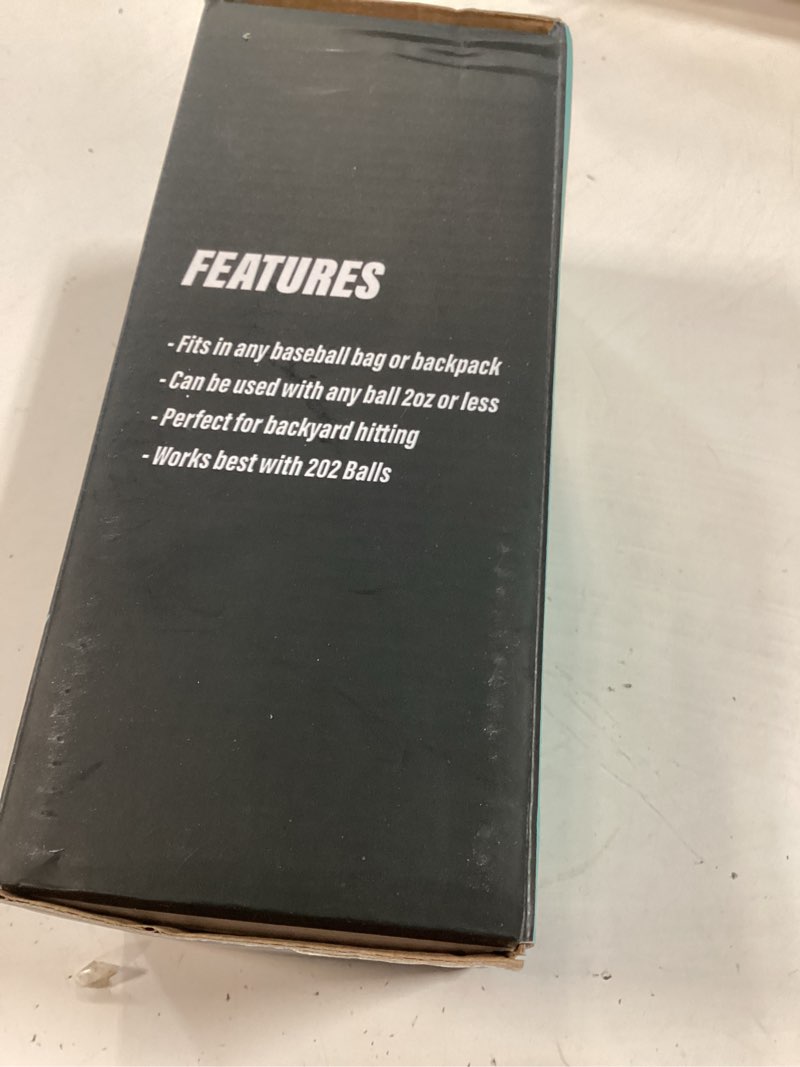 FEATURES
- Fits in any baseball bag or backpack
- Can be used with any ball 2oz or less
- Perfect for backyard hitting
- Works best with 202 Balls